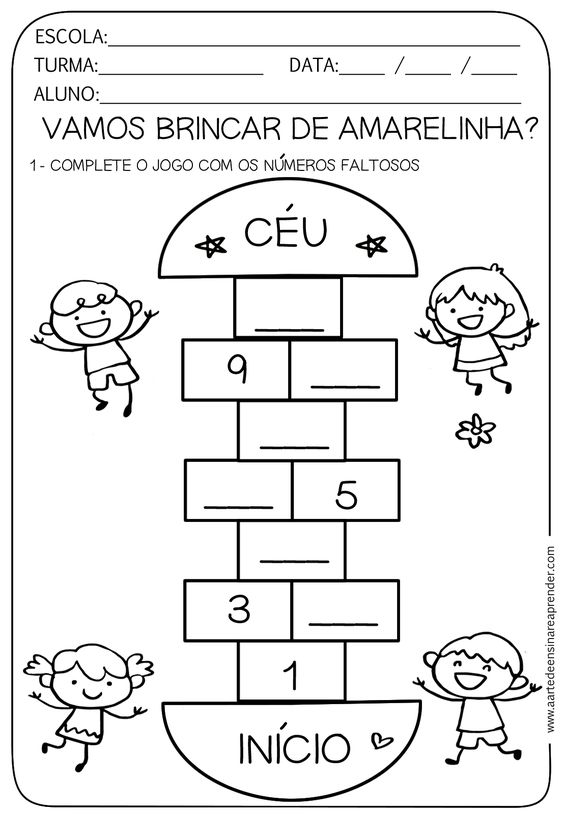 ESCOLA:
TURMA: DATA: / /
ALUNO:
VAMOS BRINCAR DE AMARELINHA?
1- COMPLETE O JOGO COM OS NÚMEROS FALTOSOS
CÉU
9
5
3
1
INÍCIO
www.aartedeensinareaprender.com